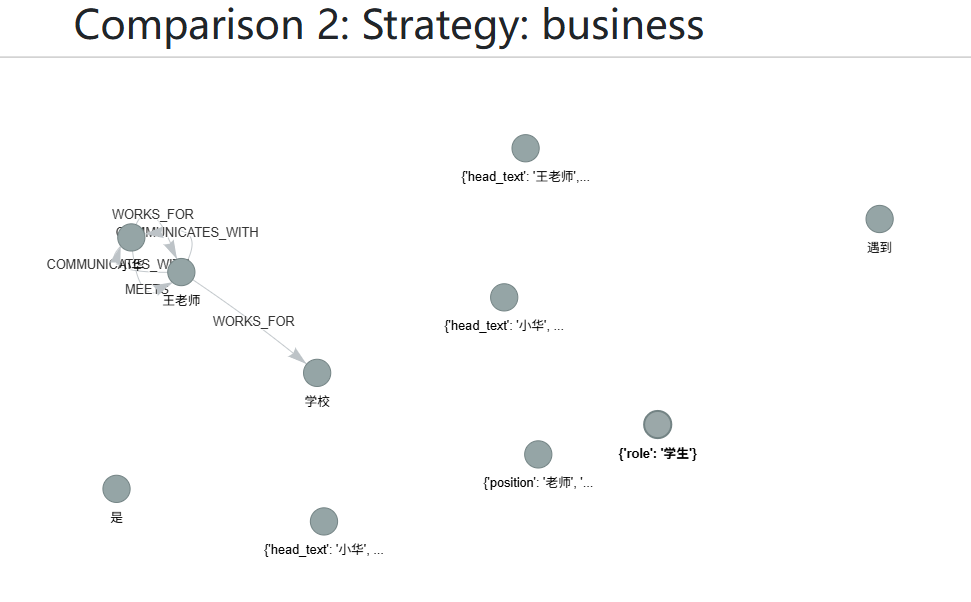 Comparison 2: Strategy: business
{'head_text': '王老师',...
WORKS_FOR
COMMUNICATES_WITH
遇到
COMMUNICATES_WITH
小华
MEETS
王老师
WORKS_FOR
{'head_text': '小华', ...
学校
{'role': '学生'}
{'position': '老师', '...
是
{'head_text': '小华', ...